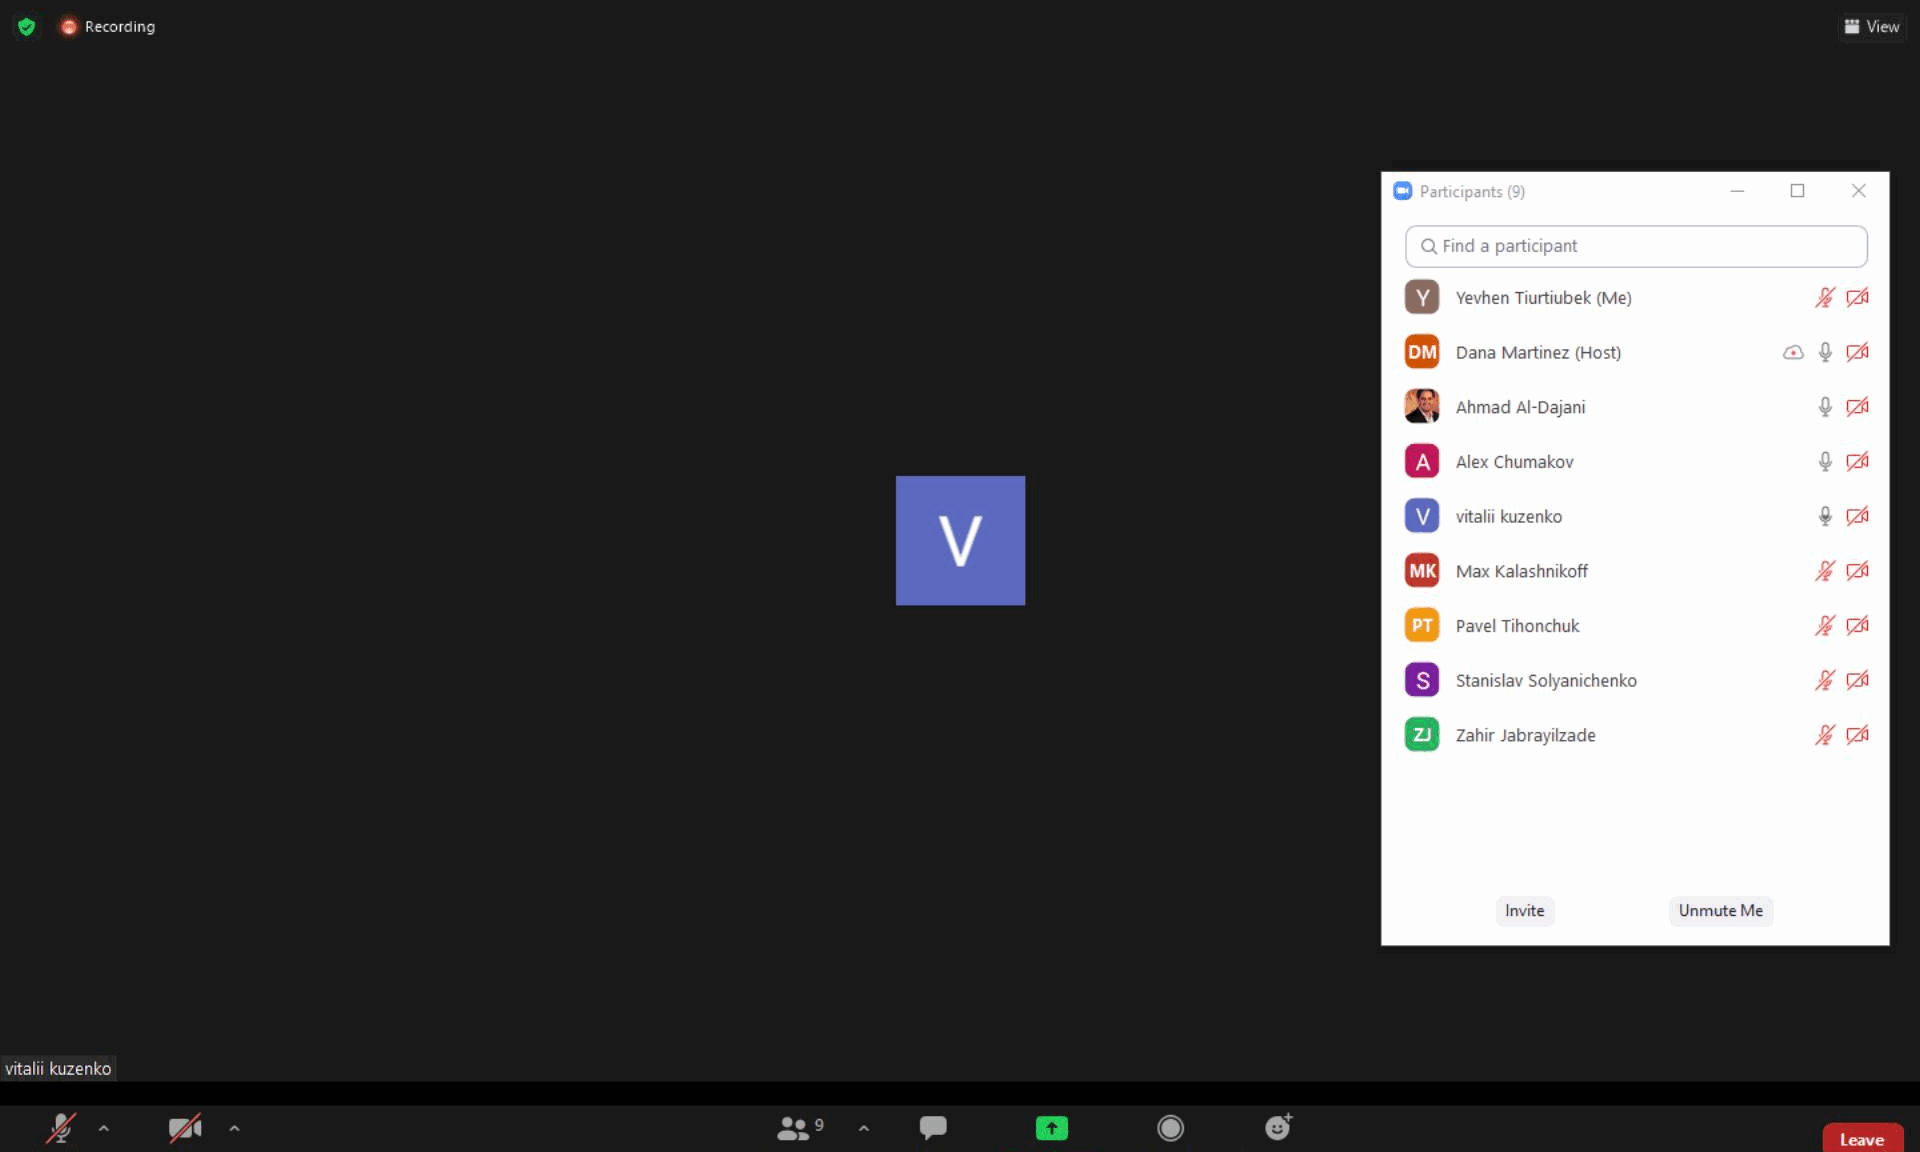 Recording
View
Participants (9)
Find a participant
Y Yevhen Tiurtiubek (Me)
DM Dana Martinez (Host)
Ahmad Al-Dajani
A Alex Chumakov
V vitalii kuzenko
V
MK Max Kalashnikoff
PT Pavel Tihonchuk
S Stanislav Solyanichenko
ZJ Zahir Jabrayilzade
Invite Unmute Me
vitalii kuzenko
9
Leave